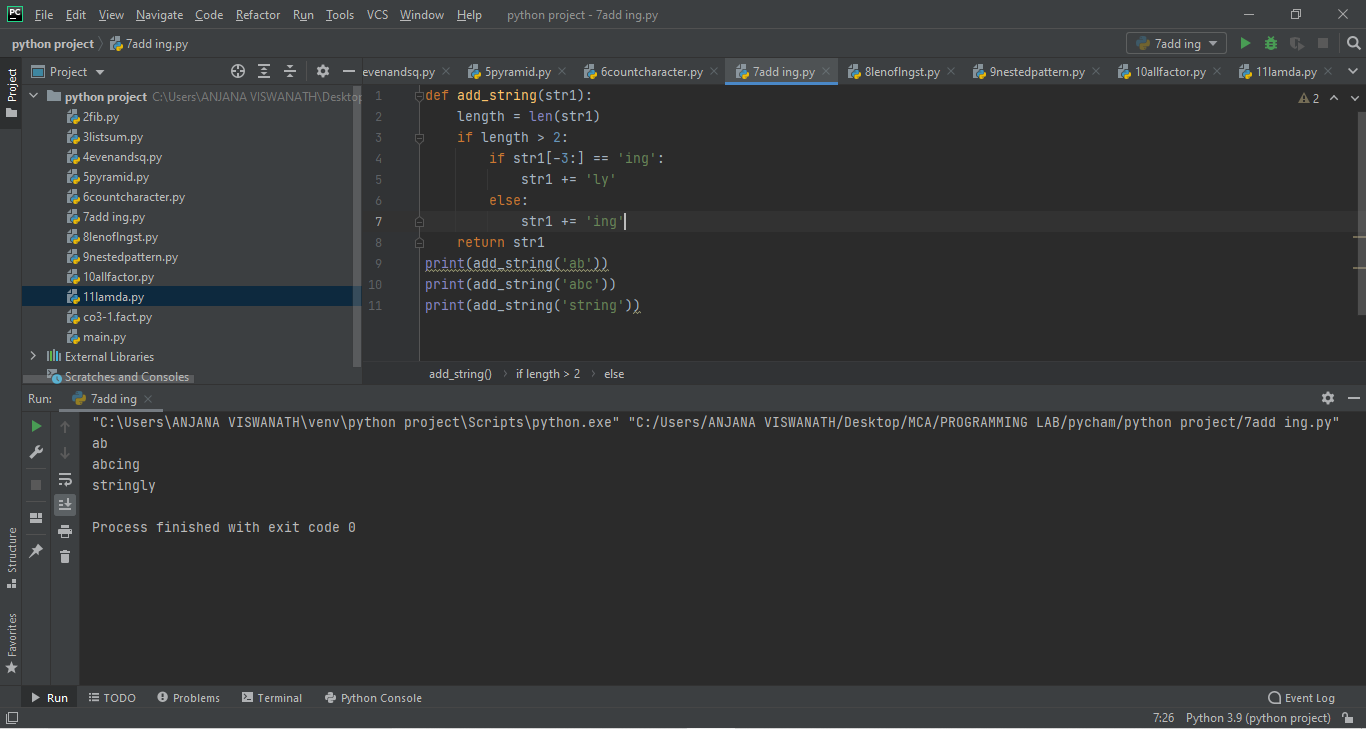 PC File Edit View Navigate Code Refactor Run Tools VCS Window Help python project - 7add ing.py
python project 7add ing.py 7add ing
Project
Project
evenandsq.py 5pyramid.py 6countcharacter.py 7add ing.py 8lenoflngst.py 9nestedpattern.py 10allfactor.py 11lamda.py
python project C:\Users\ANJANA VISWANATH\Desktop
2fib.py
3listsum.py
4evenandsq.py
5pyramid.py
6countcharacter.py
7add ing.py
8lenoflngst.py
9nestedpattern.py
10allfactor.py
11lamda.py
co3-1.fact.py
main.py
External Libraries
Scratches and Consoles
2
1 def add_string(str1):
2 length = len(str1)
3 if length > 2:
4 if str1[-3:] == 'ing':
5 str1 += 'ly'
6 else:
7 str1 += 'ing'
8 return str1
9 print(add_string('ab'))
10 print(add_string('abc'))
11 print(add_string('string'))
add_string() if length > 2 else
Run: 7add ing
"C:\Users\ANJANA VISWANATH\venv\python project\Scripts\python.exe" "C:/Users/ANJANA VISWANATH/Desktop/MCA/PROGRAMMING LAB/pycham/python project/7add ing.py"
ab
abcing
stringly
Process finished with exit code 0
Structure
Favorites
Run TODO Problems Terminal Python Console Event Log
7:26 Python 3.9 (python project)